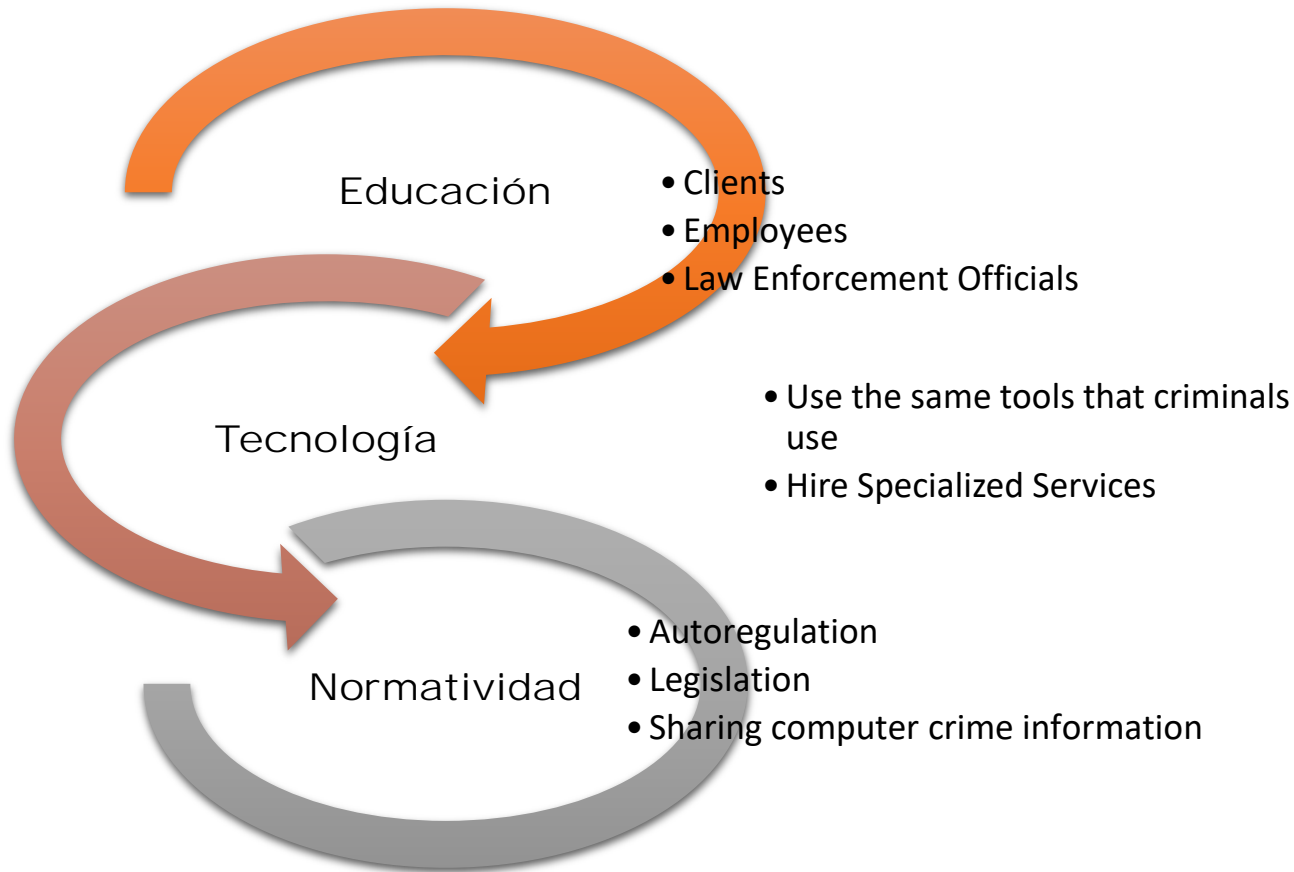 Educación
• Clients
• Employees
• Law Enforcement Officials
Tecnología
• Use the same tools that criminals
use
• Hire Specialized Services
Normatividad
• Autoregulation
• Legislation
• Sharing computer crime information